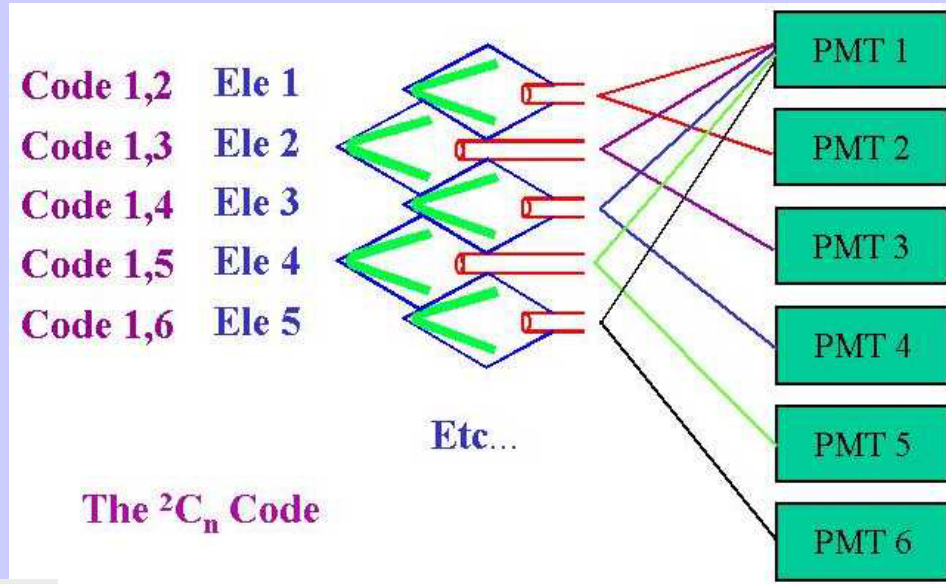 Code 1,2 Ele 1
Code 1,3 Ele 2
Code 1,4 Ele 3
Code 1,5 Ele 4
Code 1,6 Ele 5
Etc...
The ²Cₙ Code
PMT 1
PMT 2
PMT 3
PMT 4
PMT 5
PMT 6